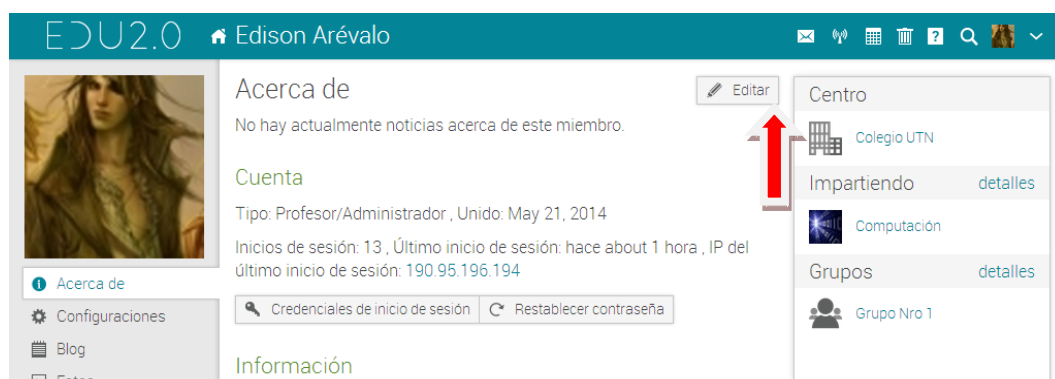 EDU2.0
Edison Arévalo
Acerca de
Configuraciones
Blog
Acerca de
Editar
No hay actualmente noticias acerca de este miembro.
Cuenta
Tipo: Profesor/Administrador , Unido: May 21, 2014
Inicios de sesión: 13 , Último inicio de sesión: hace about 1 hora , IP del
último inicio de sesión: 190.95.196.194
Credenciales de inicio de sesión
Restablecer contraseña
Información
Centro
Colegio UTN
Impartiendo detalles
Computación
Grupos detalles
Grupo Nro 1